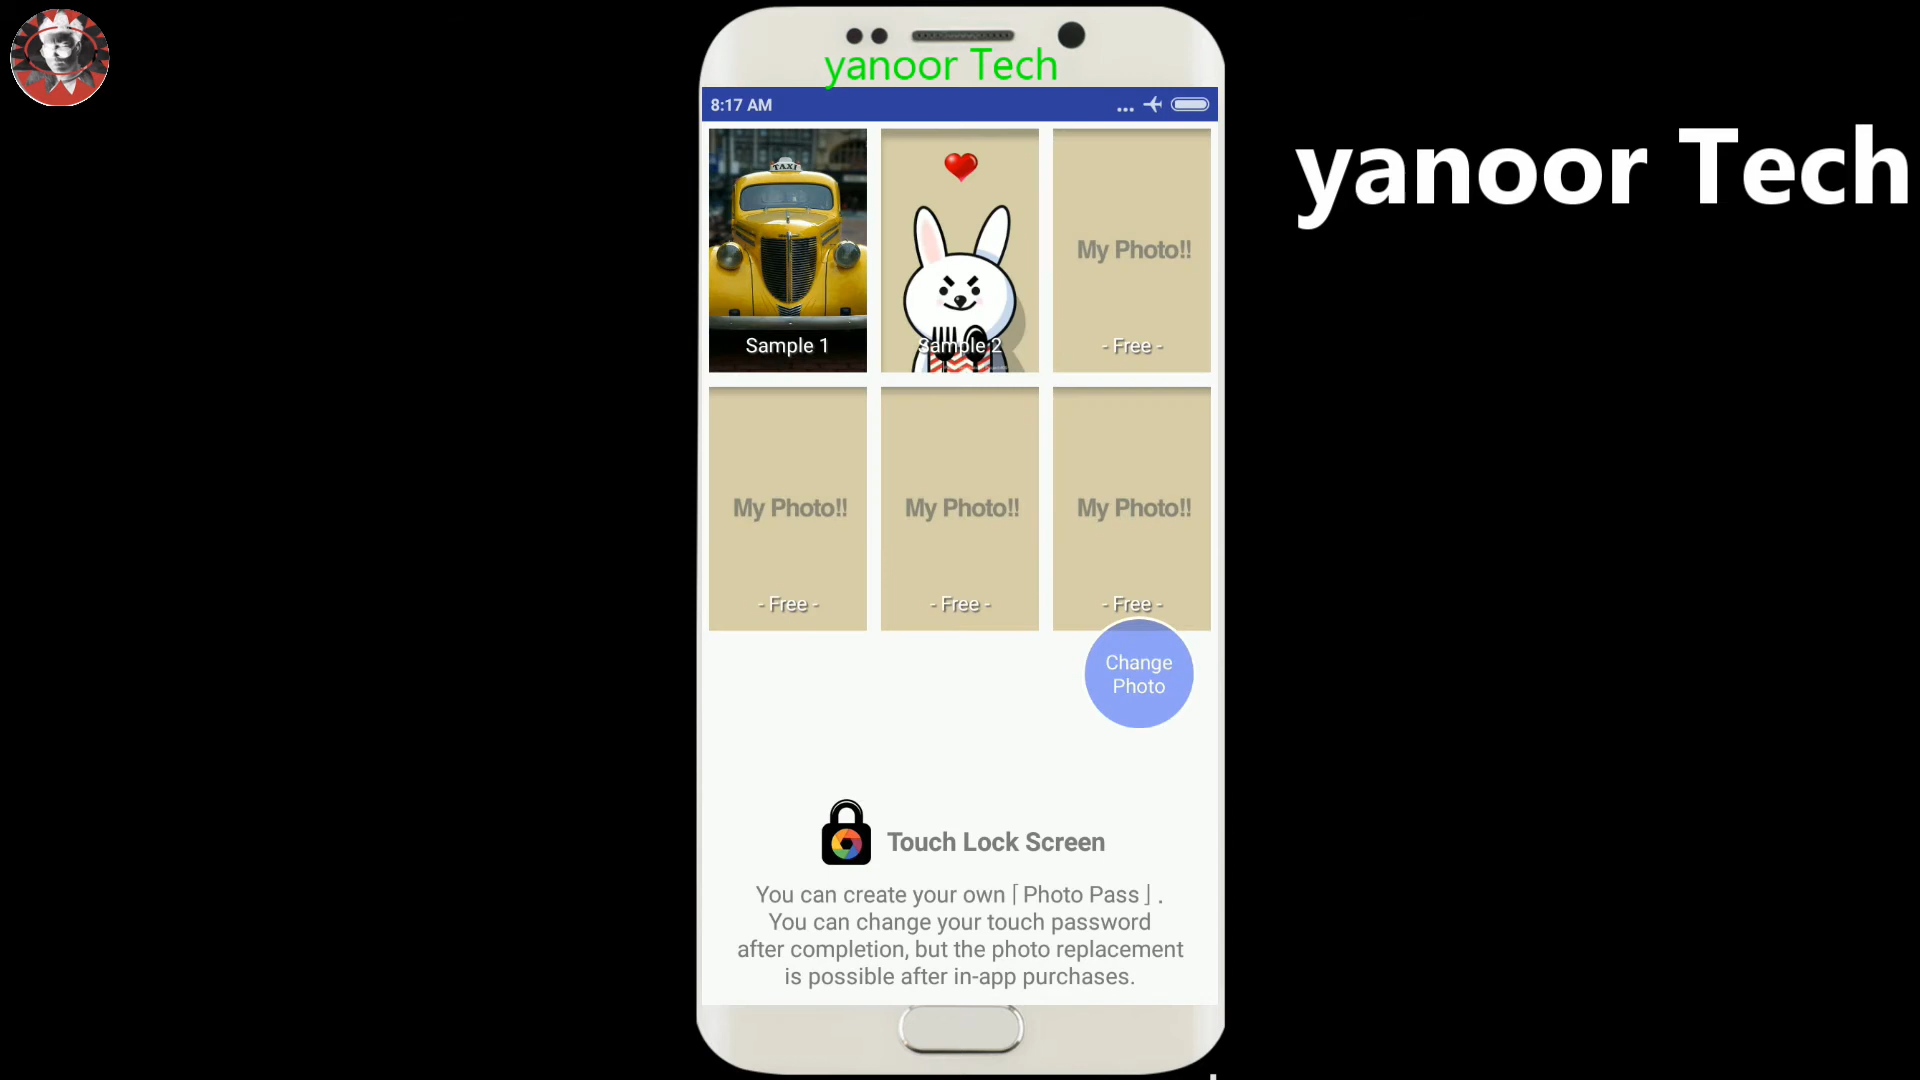 yanoor Tech
8:17 AM
yanoor Tech
TAXI
Sample 1
Sample 2
My Photo!!
- Free -
My Photo!!
- Free -
My Photo!!
- Free -
My Photo!!
- Free -
Change
Photo
Touch Lock Screen
You can create your own「Photo Pass」.
You can change your touch password
after completion, but the photo replacement
is possible after in-app purchases.